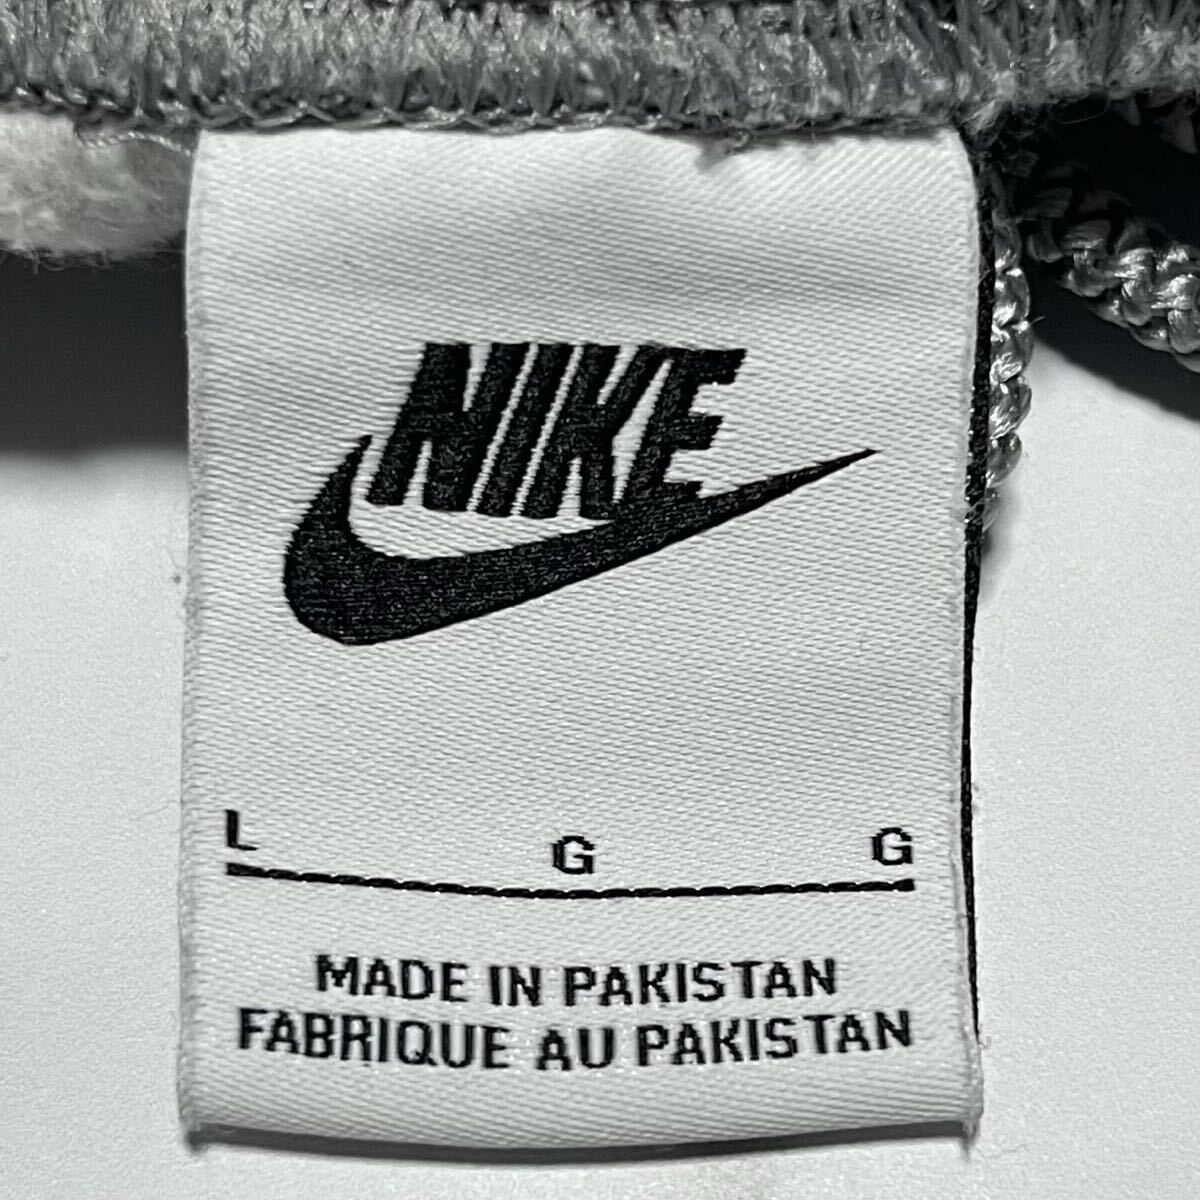 NIKE
L G G
MADE IN PAKISTAN
FABRIQUE AU PAKISTAN